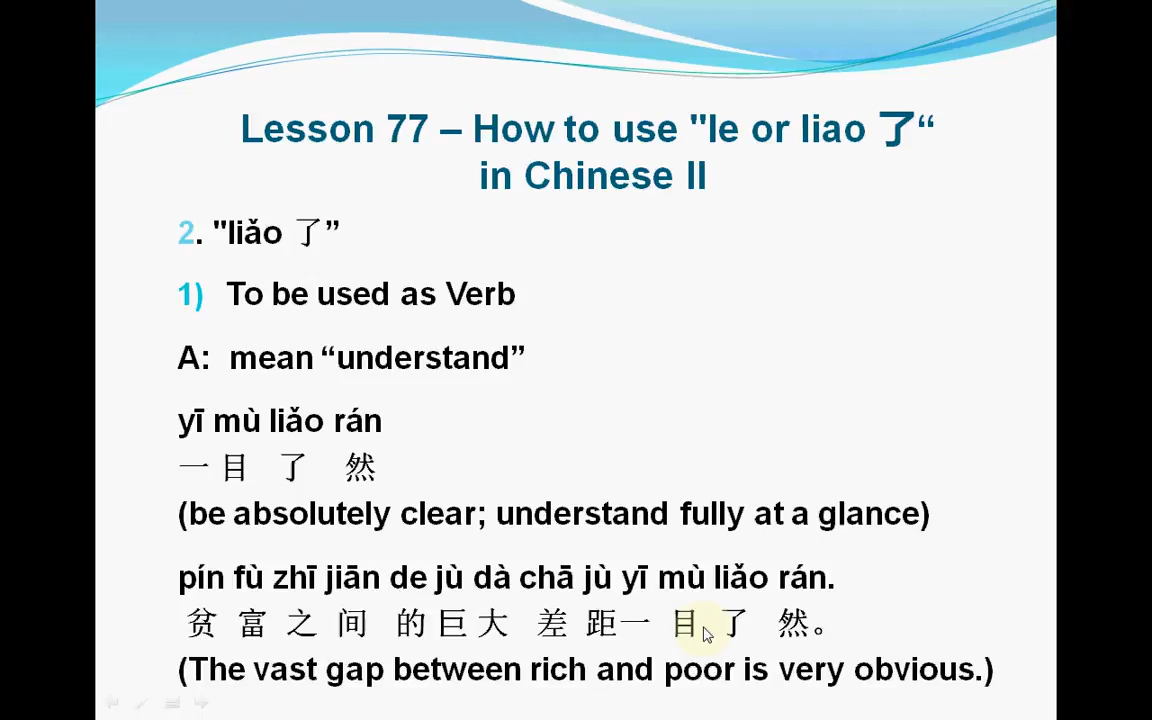 Lesson 77 – How to use "le or liao 了“
in Chinese II
2. "liǎo 了”
1) To be used as Verb
A: mean “understand”
yī mù liǎo rán
一 目 了 然
(be absolutely clear; understand fully at a glance)
pín fù zhī jiān de jù dà chā jù yī mù liǎo rán.
贫 富 之 间 的 巨 大 差 距 一 目 了 然。
(The vast gap between rich and poor is very obvious.)